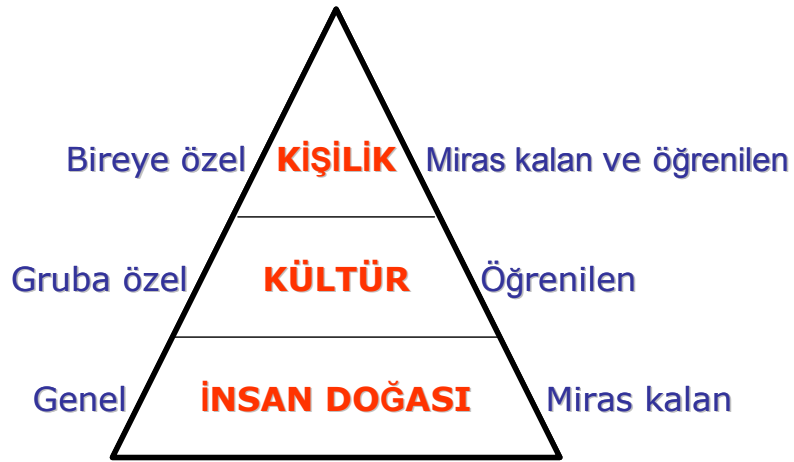 Bireye özel KİŞİLİK Miras kalan ve öğrenilen
Gruba özel KÜLTÜR Öğrenilen
Genel İNSAN DOĞASI Miras kalan